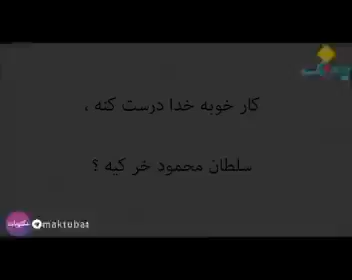 کار خوبه خدا درست کنه ،
سلطان محمود خر کیه ؟
maktubat